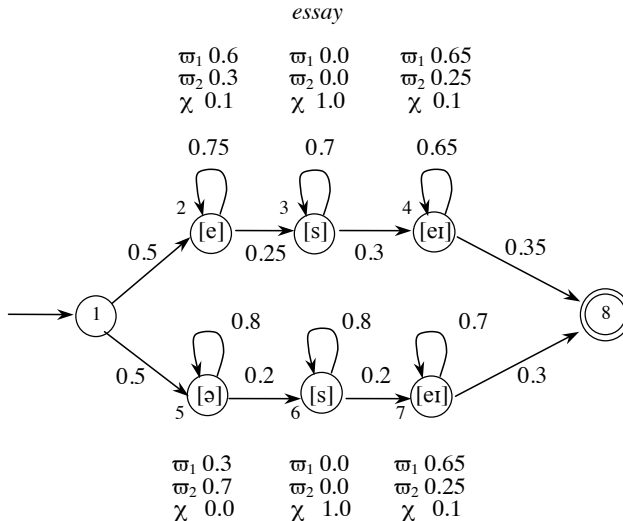 essay
ϖ1 0.6 ϖ1 0.0 ϖ1 0.65
ϖ2 0.3 ϖ2 0.0 ϖ2 0.25
χ 0.1 χ 1.0 χ 0.1
0.75 0.7 0.65
2 3 4
[e] [s] [eɪ]
0.5 0.25 0.3 0.35
1 8
0.8 0.8 0.7
0.5 0.2 0.2 0.3
[ə] [s] [eɪ]
5 6 7
ϖ1 0.3 ϖ1 0.0 ϖ1 0.65
ϖ2 0.7 ϖ2 0.0 ϖ2 0.25
χ 0.0 χ 1.0 χ 0.1